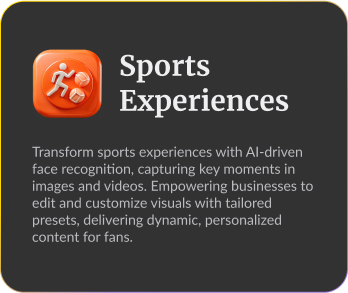 Sports
Experiences
Transform sports experiences with AI-driven
face recognition, capturing key moments in
images and videos. Empowering businesses to
edit and customize visuals with tailored
presets, delivering dynamic, personalized
content for fans.